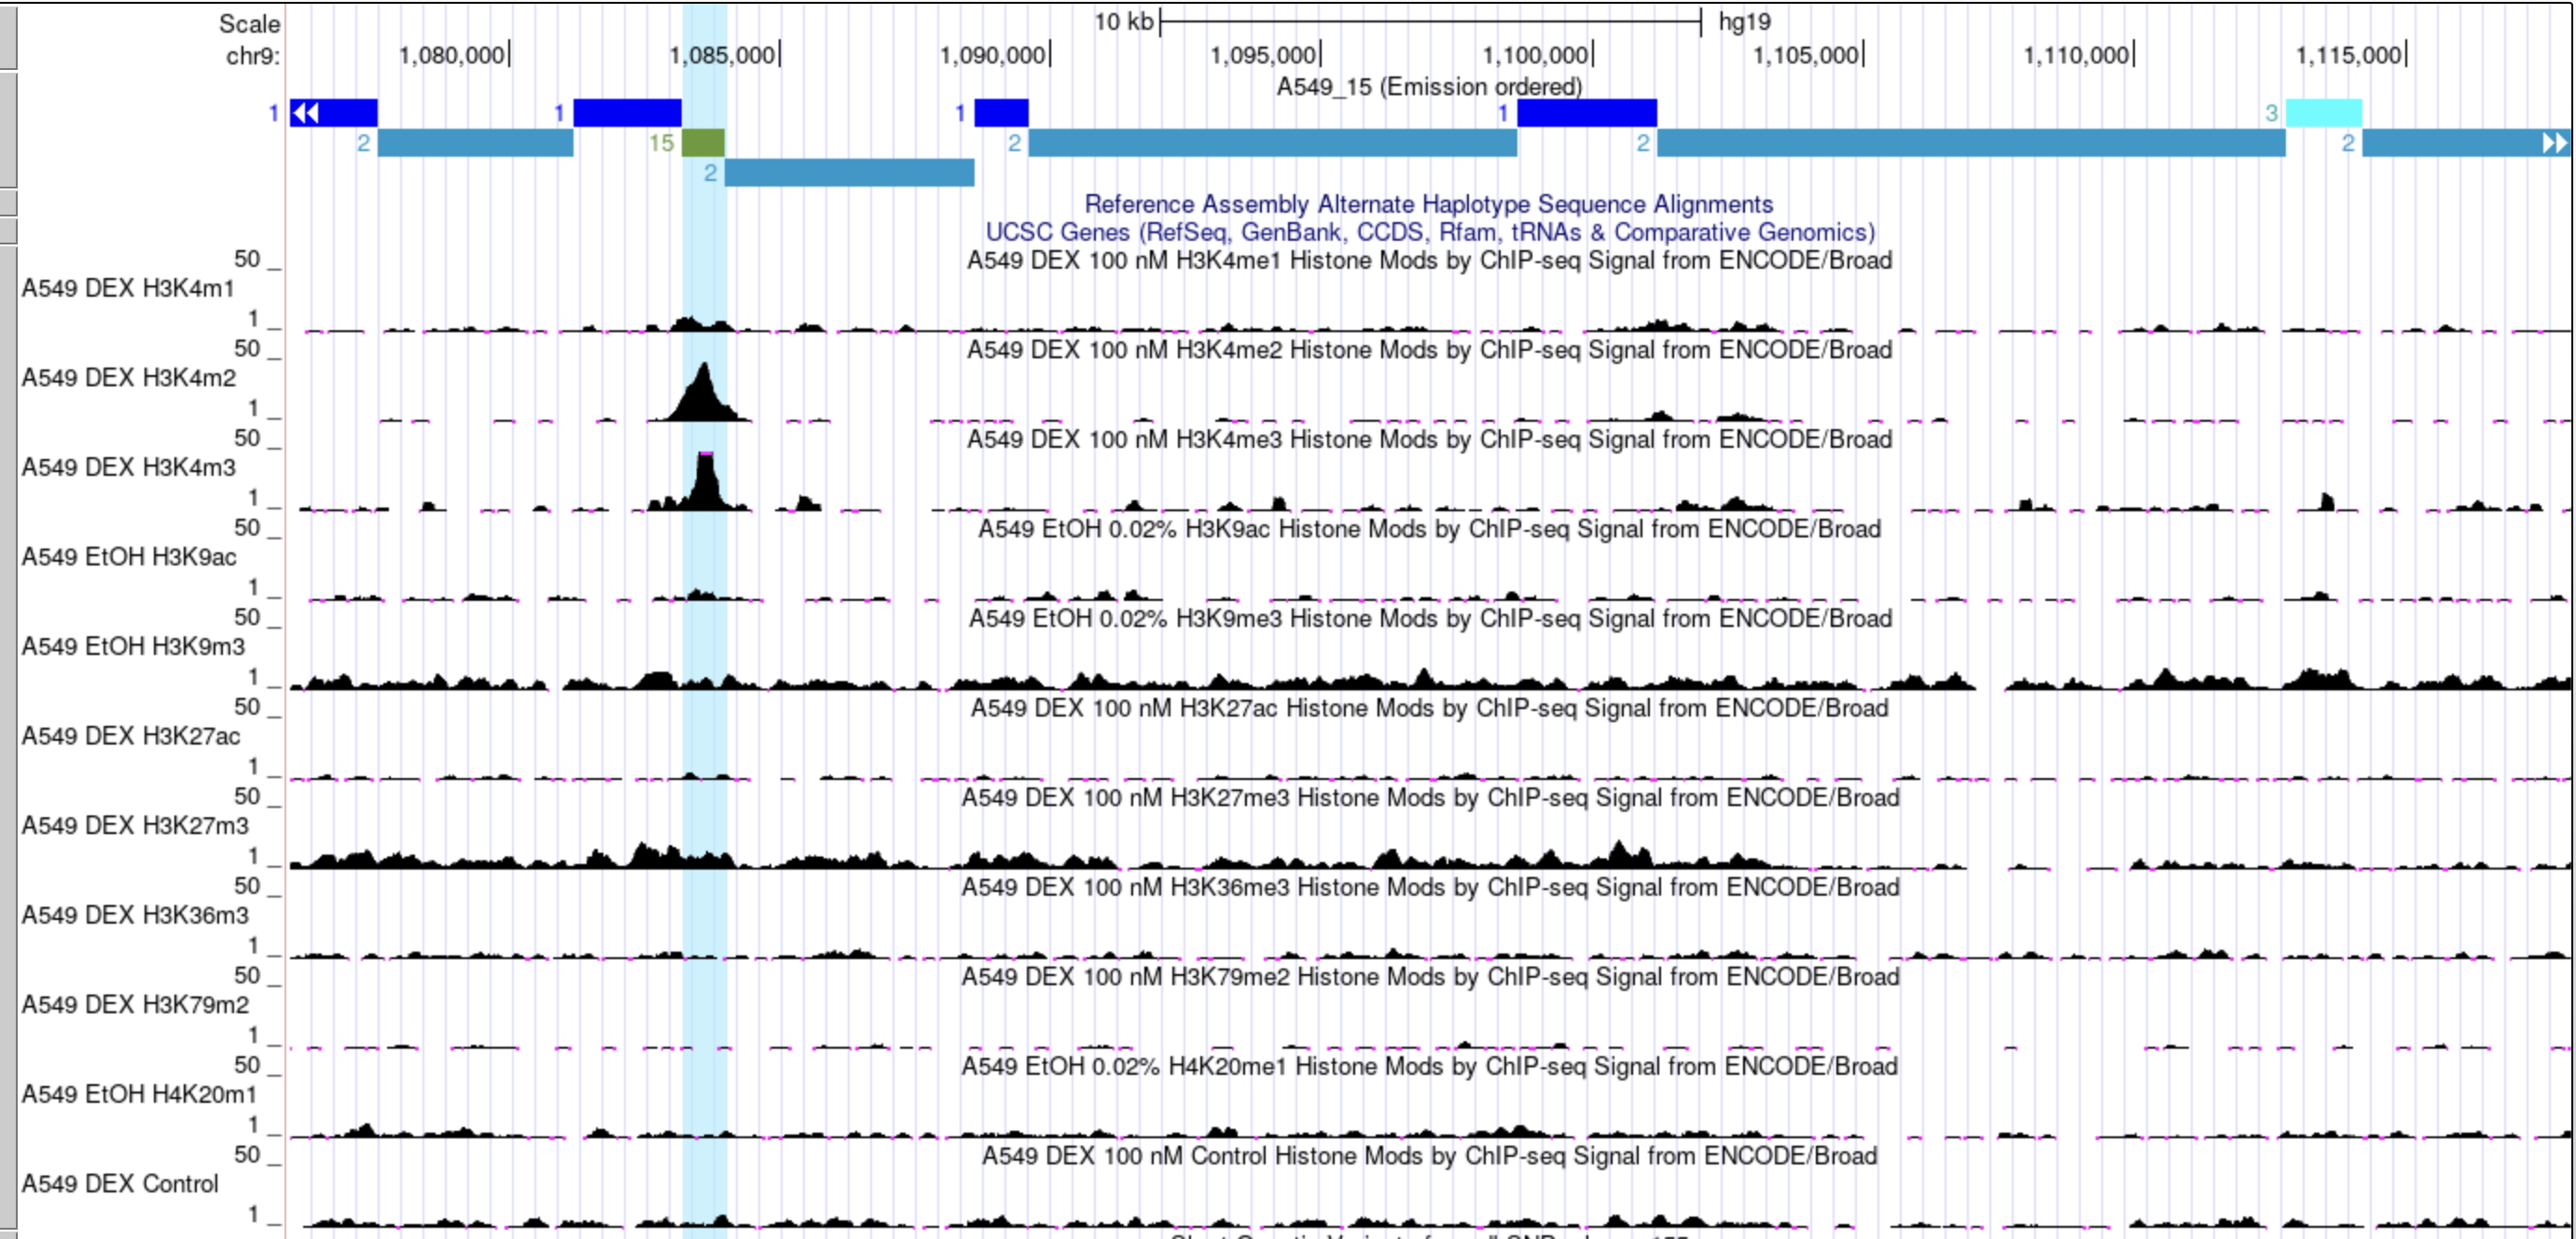 Scale 10 kb hg19
chr9: 1,080,000 1,085,000 1,090,000 1,095,000 1,100,000 1,105,000 1,110,000 1,115,000
A549_15 (Emission ordered)
1 1 1 1 3
2 15 2 2 2
2
Reference Assembly Alternate Haplotype Sequence Alignments
UCSC Genes (RefSeq, GenBank, CCDS, Rfam, tRNAs & Comparative Genomics)
50 _ A549 DEX 100 nM H3K4me1 Histone Mods by ChIP-seq Signal from ENCODE/Broad
A549 DEX H3K4m1
1 _
50 _ A549 DEX 100 nM H3K4me2 Histone Mods by ChIP-seq Signal from ENCODE/Broad
A549 DEX H3K4m2
1 _
50 _ A549 DEX 100 nM H3K4me3 Histone Mods by ChIP-seq Signal from ENCODE/Broad
A549 DEX H3K4m3
1 _
50 _ A549 EtOH 0.02% H3K9ac Histone Mods by ChIP-seq Signal from ENCODE/Broad
A549 EtOH H3K9ac
1 _
50 _ A549 EtOH 0.02% H3K9me3 Histone Mods by ChIP-seq Signal from ENCODE/Broad
A549 EtOH H3K9m3
1 _
50 _ A549 DEX 100 nM H3K27ac Histone Mods by ChIP-seq Signal from ENCODE/Broad
A549 DEX H3K27ac
1 _
50 _ A549 DEX 100 nM H3K27me3 Histone Mods by ChIP-seq Signal from ENCODE/Broad
A549 DEX H3K27m3
1 _
50 _ A549 DEX 100 nM H3K36me3 Histone Mods by ChIP-seq Signal from ENCODE/Broad
A549 DEX H3K36m3
1 _
50 _ A549 DEX 100 nM H3K79me2 Histone Mods by ChIP-seq Signal from ENCODE/Broad
A549 DEX H3K79m2
1 _
50 _ A549 EtOH 0.02% H4K20me1 Histone Mods by ChIP-seq Signal from ENCODE/Broad
A549 EtOH H4K20m1
1 _
50 _ A549 DEX 100 nM Control Histone Mods by ChIP-seq Signal from ENCODE/Broad
A549 DEX Control
1 _